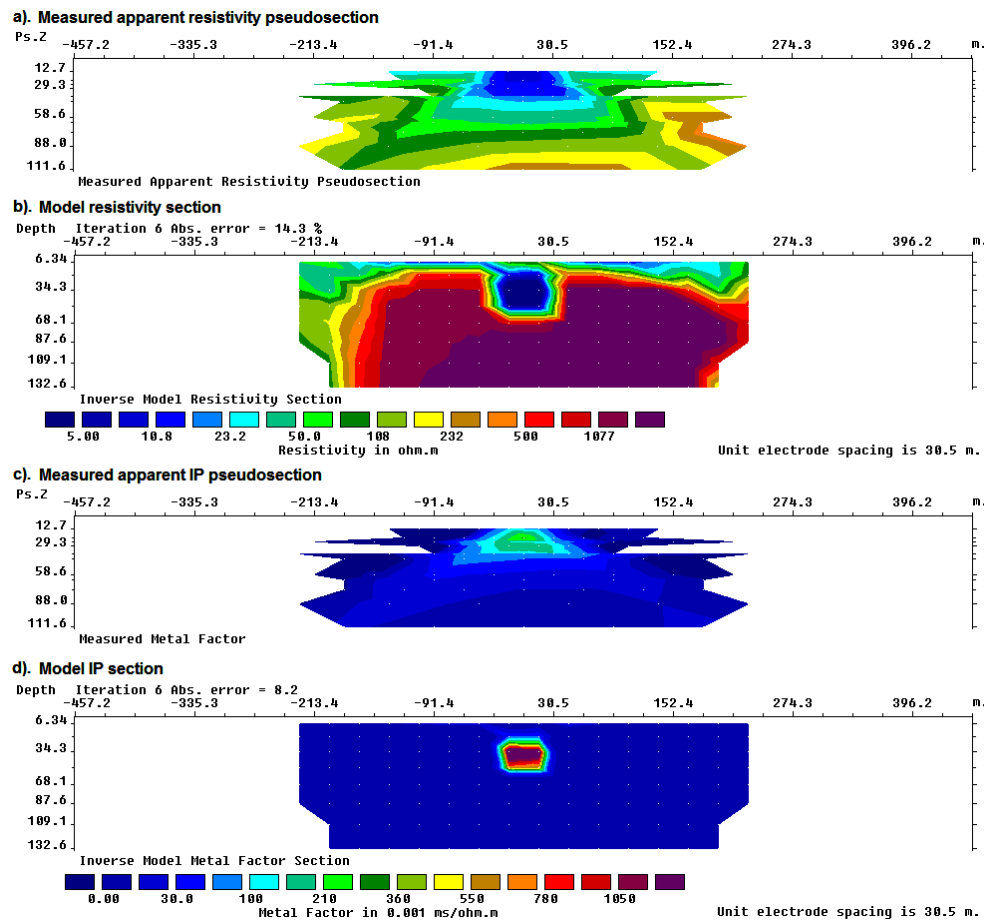 a). Measured apparent resistivity pseudosection
Ps.Z -457.2 -335.3 -213.4 -91.4 30.5 152.4 274.3 396.2 m.
12.7
29.3
58.6
88.0
111.6
Measured Apparent Resistivity Pseudosection
b). Model resistivity section
Depth Iteration 6 Abs. error = 14.3 %
-457.2 -335.3 -213.4 -91.4 30.5 152.4 274.3 396.2 m.
6.34
34.3
68.1
87.6
109.1
132.6
Inverse Model Resistivity Section
5.00 10.8 23.2 50.0 108 232 500 1077
Resistivity in ohm.m Unit electrode spacing is 30.5 m.
c). Measured apparent IP pseudosection
Ps.Z -457.2 -335.3 -213.4 -91.4 30.5 152.4 274.3 396.2 m.
12.7
29.3
58.6
88.0
111.6
Measured Metal Factor
d). Model IP section
Depth Iteration 6 Abs. error = 8.2
-457.2 -335.3 -213.4 -91.4 30.5 152.4 274.3 396.2 m.
6.34
34.3
68.1
87.6
109.1
132.6
Inverse Model Metal Factor Section
0.00 30.0 100 210 360 550 780 1050
Metal Factor in 0.001 ms/ohm.m Unit electrode spacing is 30.5 m.